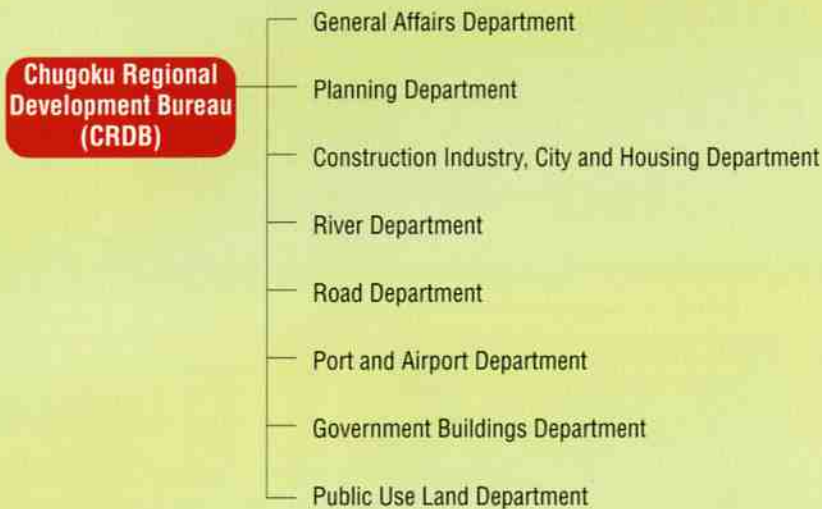 Chugoku Regional
Development Bureau
(CRDB)
General Affairs Department
Planning Department
Construction Industry, City and Housing Department
River Department
Road Department
Port and Airport Department
Government Buildings Department
Public Use Land Department